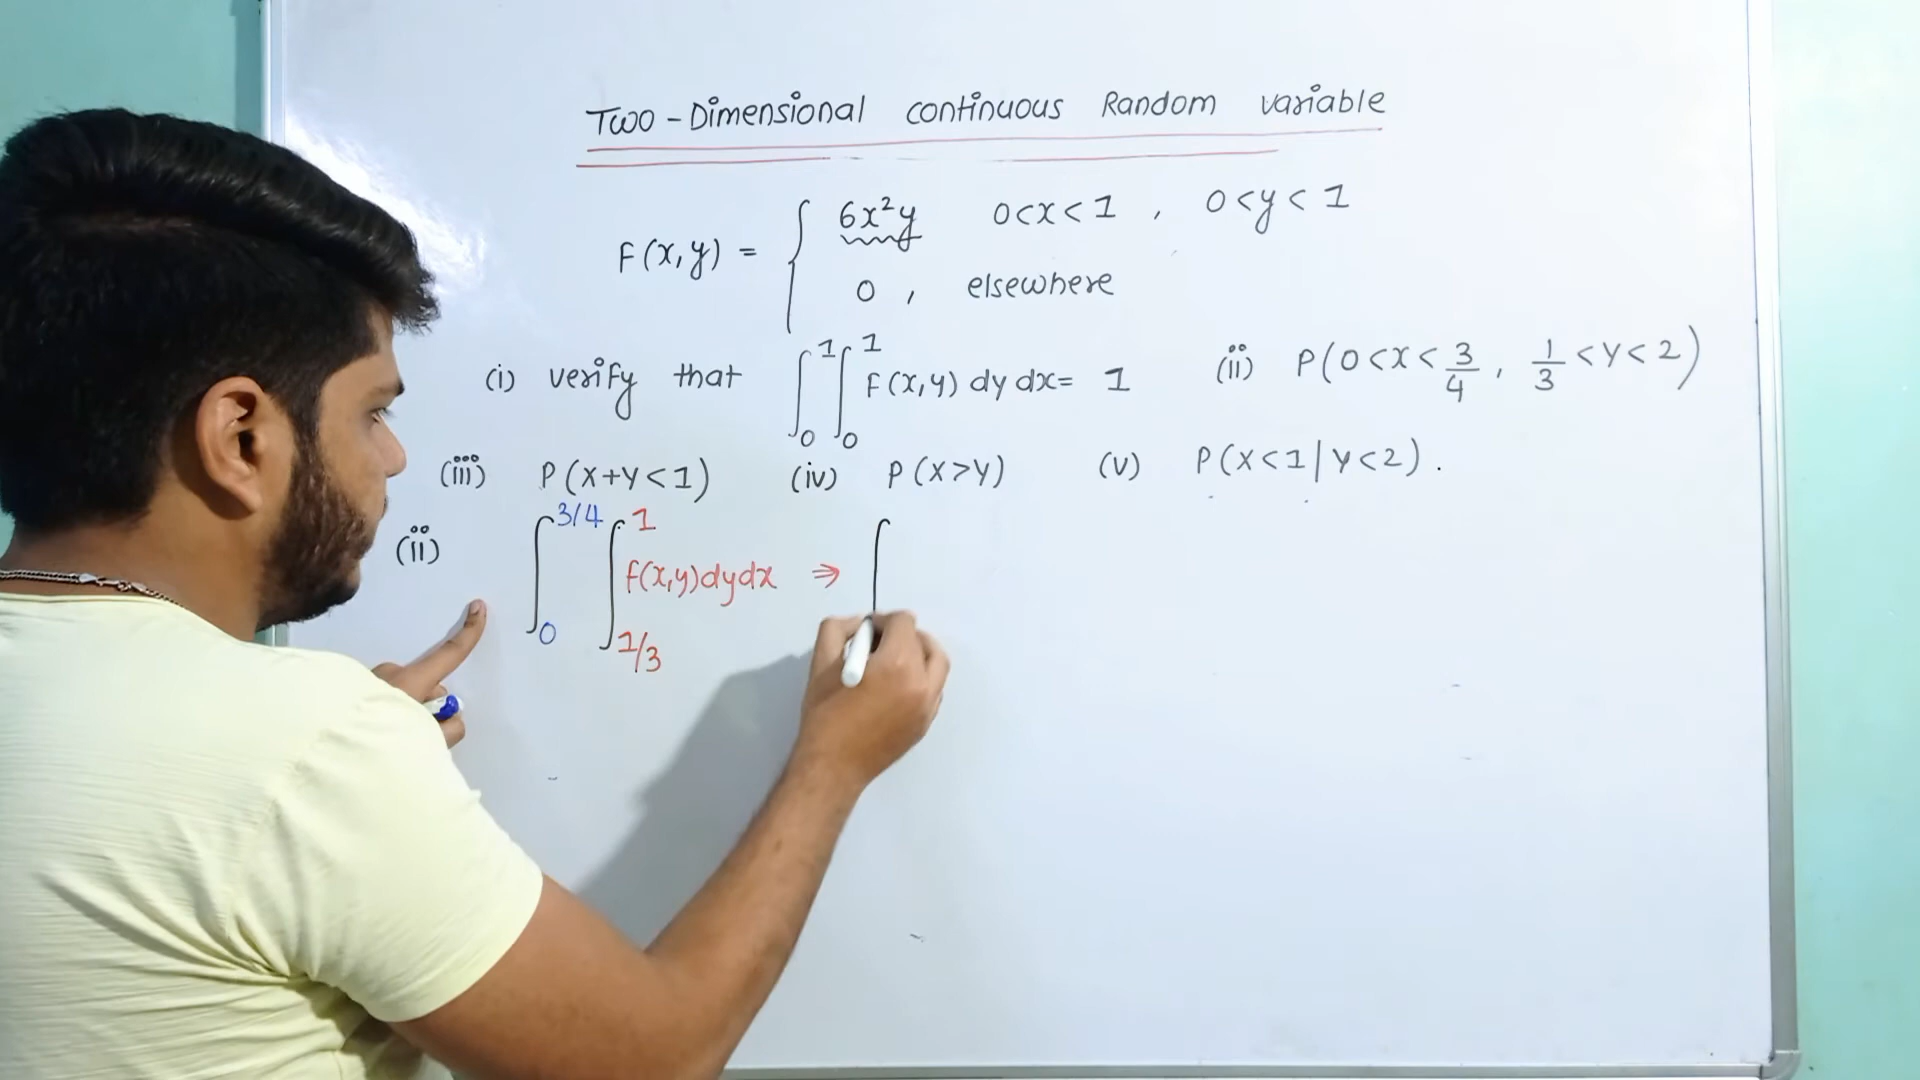 Two-Dimensional continuous Random variable
F(x,y) = { 6x²y 0<x<1 , 0<y<1
0 , elsewhere
(i) verify that ∫₀¹∫₀¹ F(x,y) dy dx = 1 (ii) P(0<x<3/4, 1/3<Y<2)
(iii) P(X+Y<1) (iv) P(X>Y) (v) P(X<1|Y<2).
(ii) ∫₀^3/4 ∫_1/3^1 f(x,y)dydx ⇒ ∫